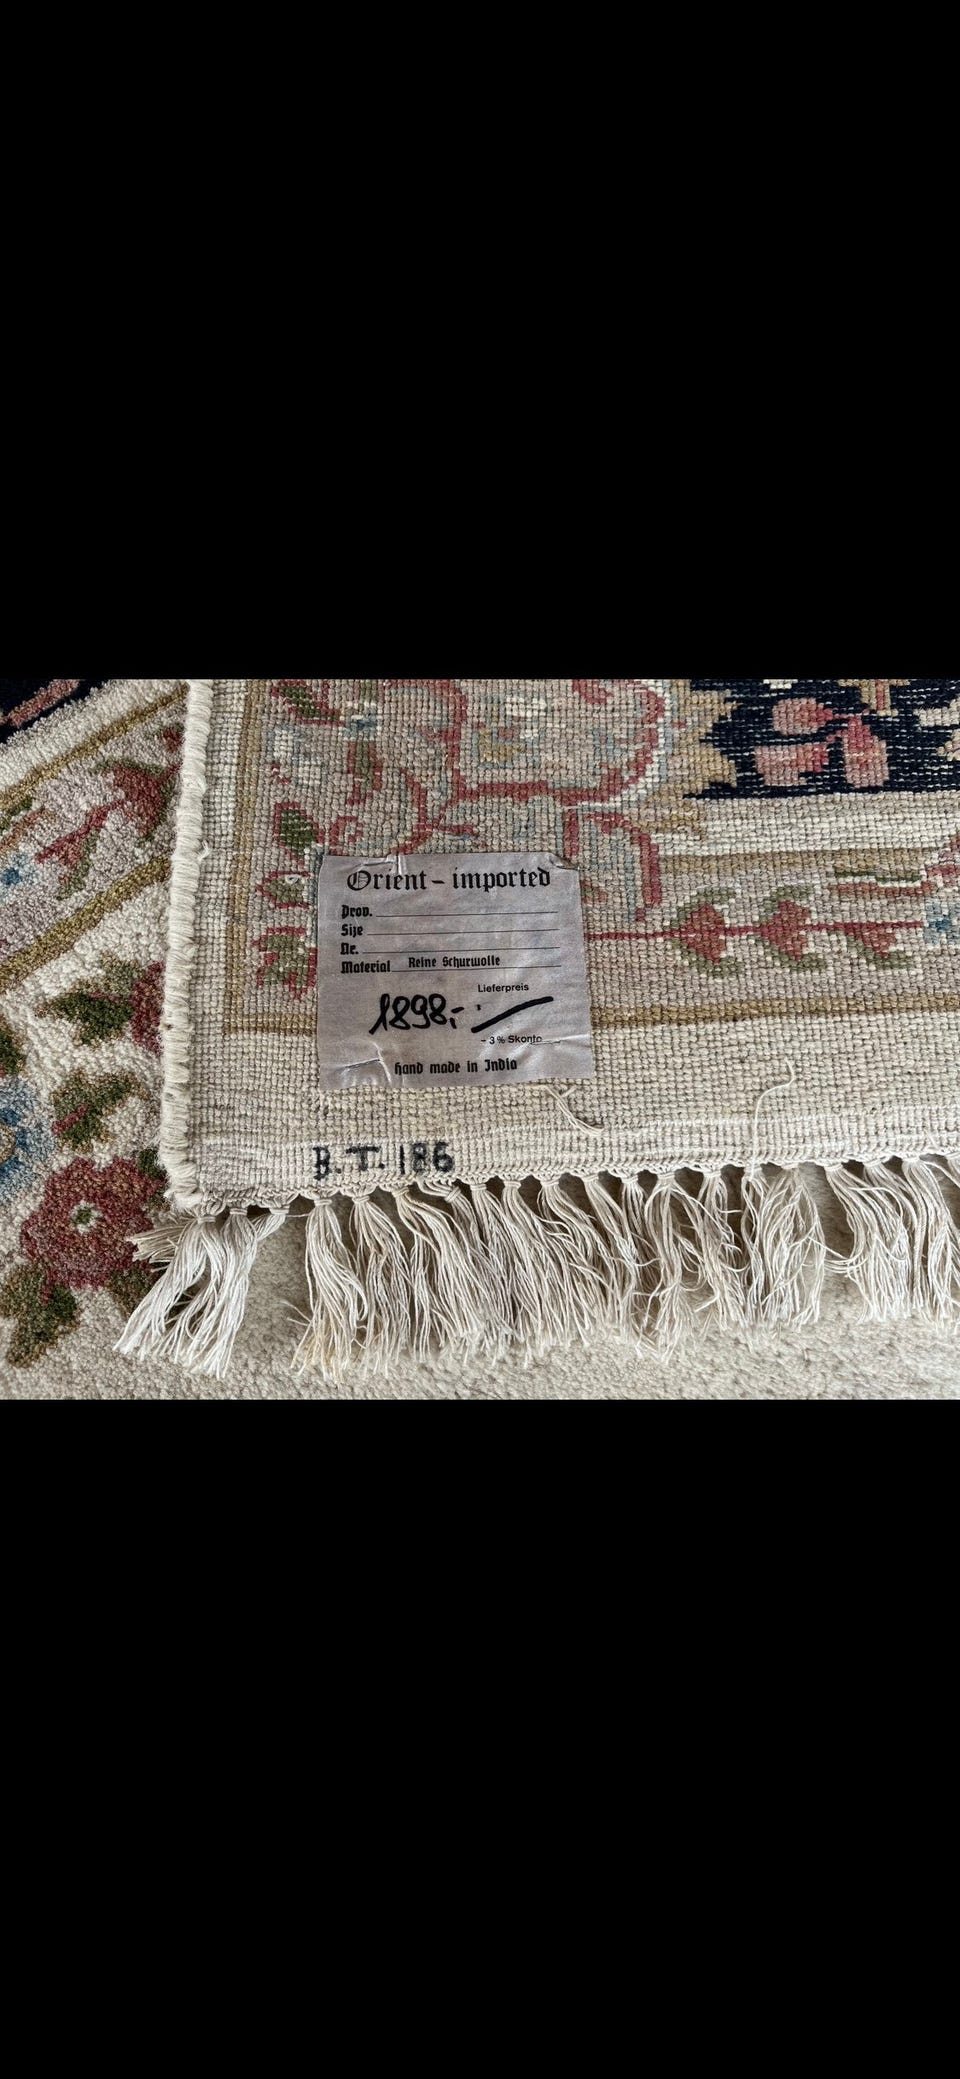 Orient - imported
Prov.
Size
Nr.
Material Reine Schurwolle
Lieferpreis
1898,-
- 3% Skonto
Hand made in India
B.T. 186